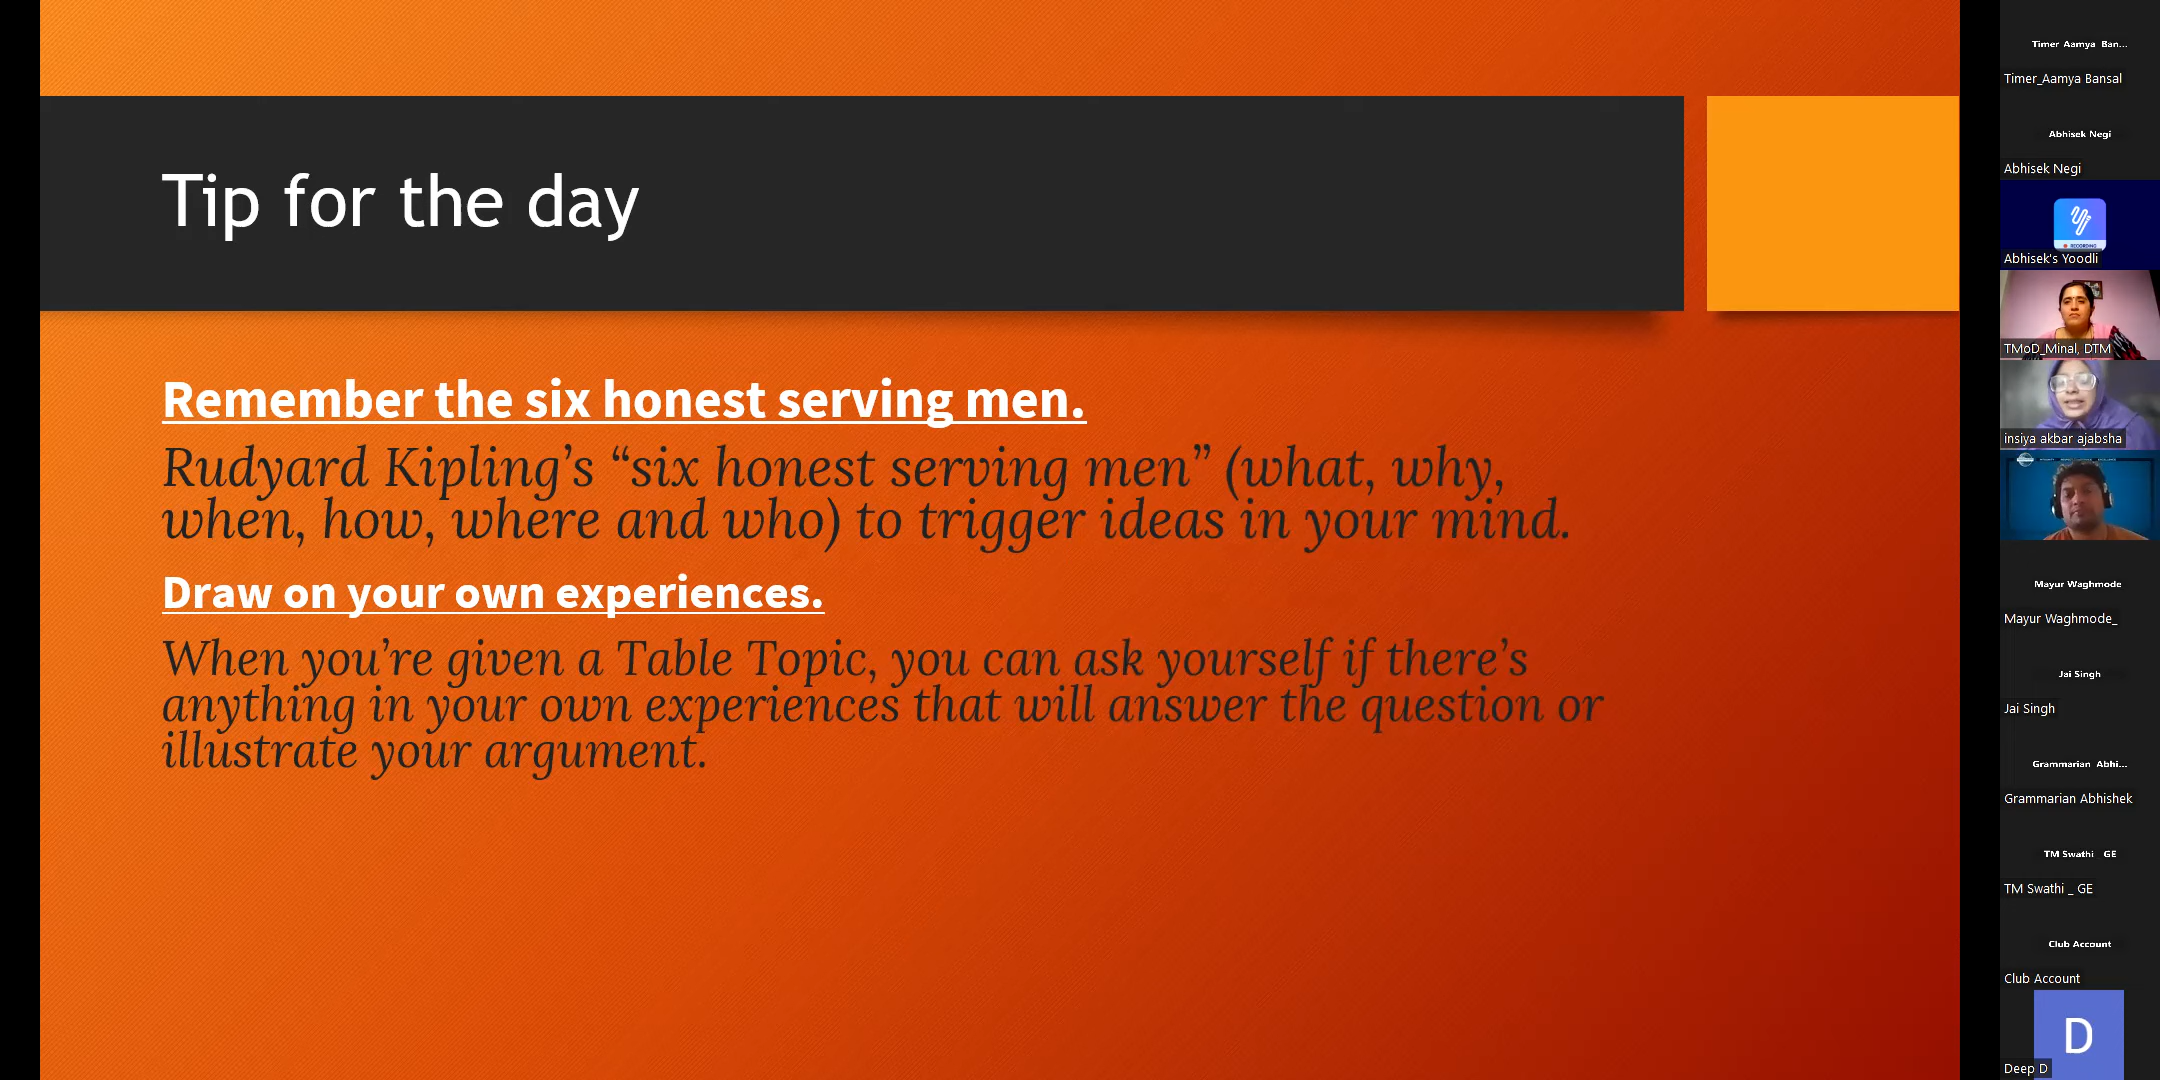 Tip for the day
Remember the six honest serving men.
Rudyard Kipling’s “six honest serving men” (what, why,
when, how, where and who) to trigger ideas in your mind.
Draw on your own experiences.
When you’re given a Table Topic, you can ask yourself if there’s
anything in your own experiences that will answer the question or
illustrate your argument.
Timer Aamya Ban...
Timer_Aamya Bansal
Abhisek Negi
Abhisek Negi
RECORDING
Abhisek's Yoodli
TMoD_Minal, DTM
insiya akbar ajabsha
Mayur Waghmode
Mayur Waghmode_
Jai Singh
Jai Singh
Grammarian Abhi...
Grammarian Abhishek
TM Swathi GE
TM Swathi _ GE
Club Account
Club Account
D
Deep D